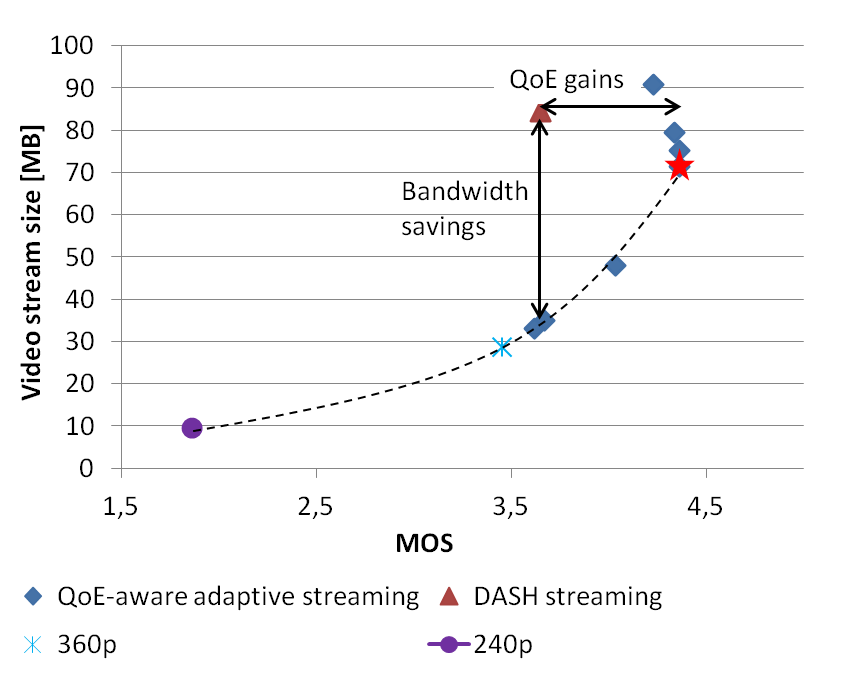 100
90
80
70
60
50
40
30
20
10
0
Video stream size [MB]
QoE gains
Bandwidth
savings
1,5 2,5 3,5 4,5
MOS
QoE-aware adaptive streaming DASH streaming
360p 240p